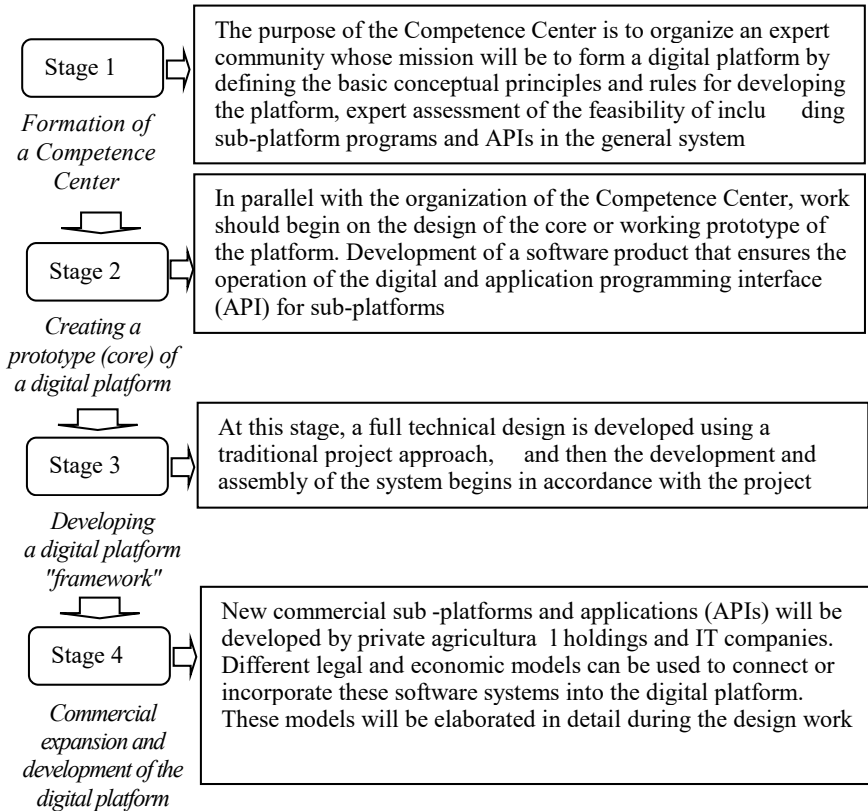 Stage 1
Formation of
a Competence
Center
The purpose of the Competence Center is to organize an expert
community whose mission will be to form a digital platform by
defining the basic conceptual principles and rules for developing
the platform, expert assessment of the feasibility of inclu ding
sub-platform programs and APIs in the general system
Stage 2
Creating a
prototype (core) of
a digital platform
In parallel with the organization of the Competence Center, work
should begin on the design of the core or working prototype of
the platform. Development of a software product that ensures the
operation of the digital and application programming interface
(API) for sub-platforms
Stage 3
Developing
a digital platform
"framework"
At this stage, a full technical design is developed using a
traditional project approach, and then the development and
assembly of the system begins in accordance with the project
Stage 4
Commercial
expansion and
development of the
digital platform
New commercial sub -platforms and applications (APIs) will be
developed by private agricultura l holdings and IT companies.
Different legal and economic models can be used to connect or
incorporate these software systems into the digital platform.
These models will be elaborated in detail during the design work